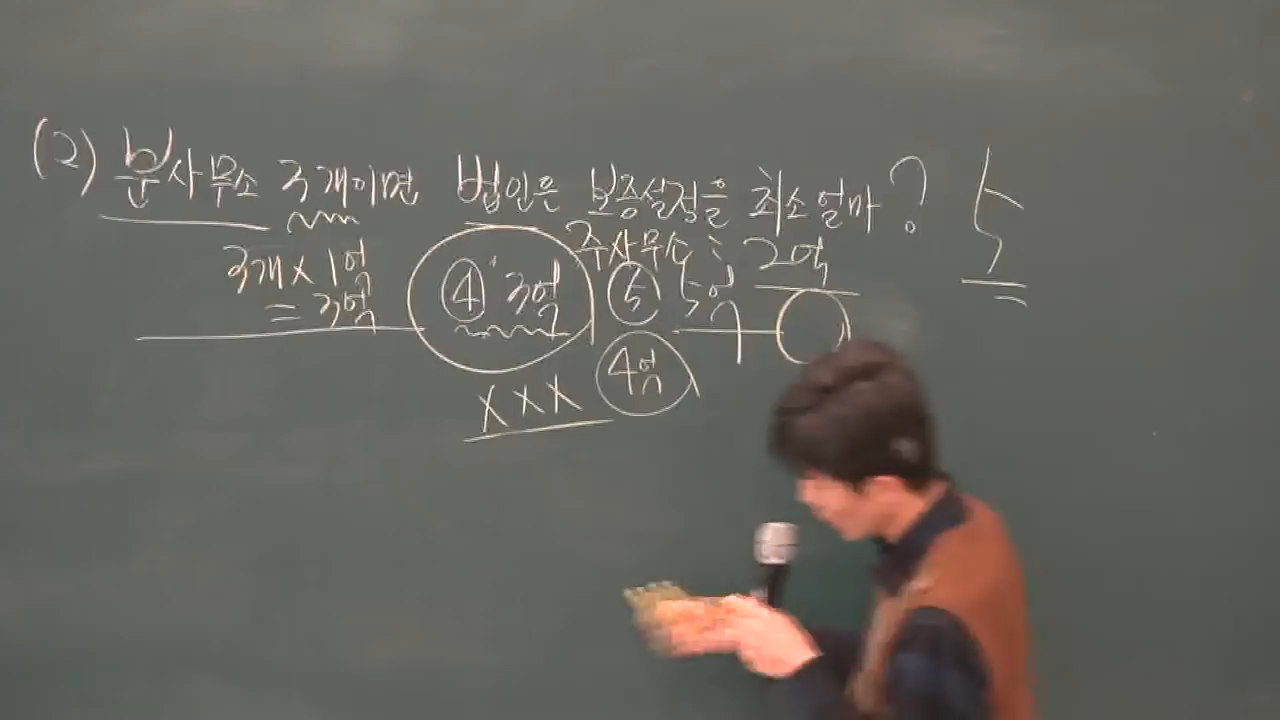 (2) 분사무소 3개이면 법인은 보증설정을 최소 얼마? 5
주사무소 : 2억
3개 x 1억 ④ 3억 ⑤ 5억
= 3억
4억
x x x